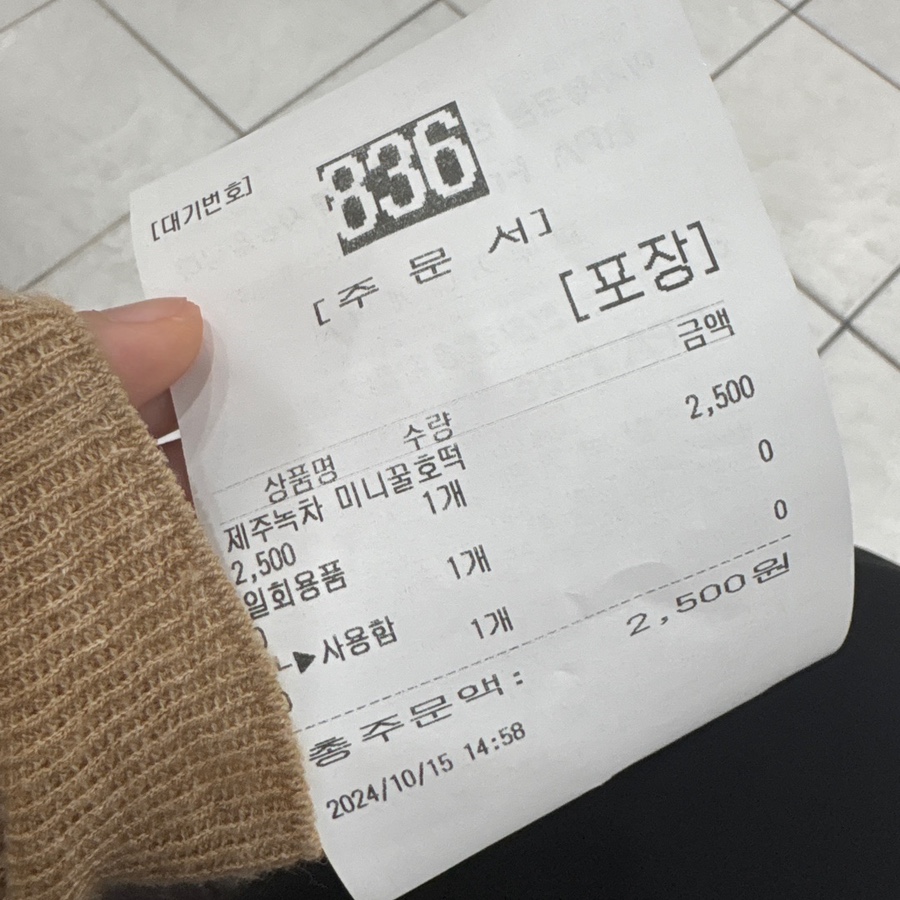 [대기번호] 836
[주 문 서]
[포장]
상품명 수량 금액
제주녹차 미니꿀호떡
2,500 1개 2,500
일회용품
1개 0
-▶사용함
1개 0
총주문액: 2,500원
2024/10/15 14:58